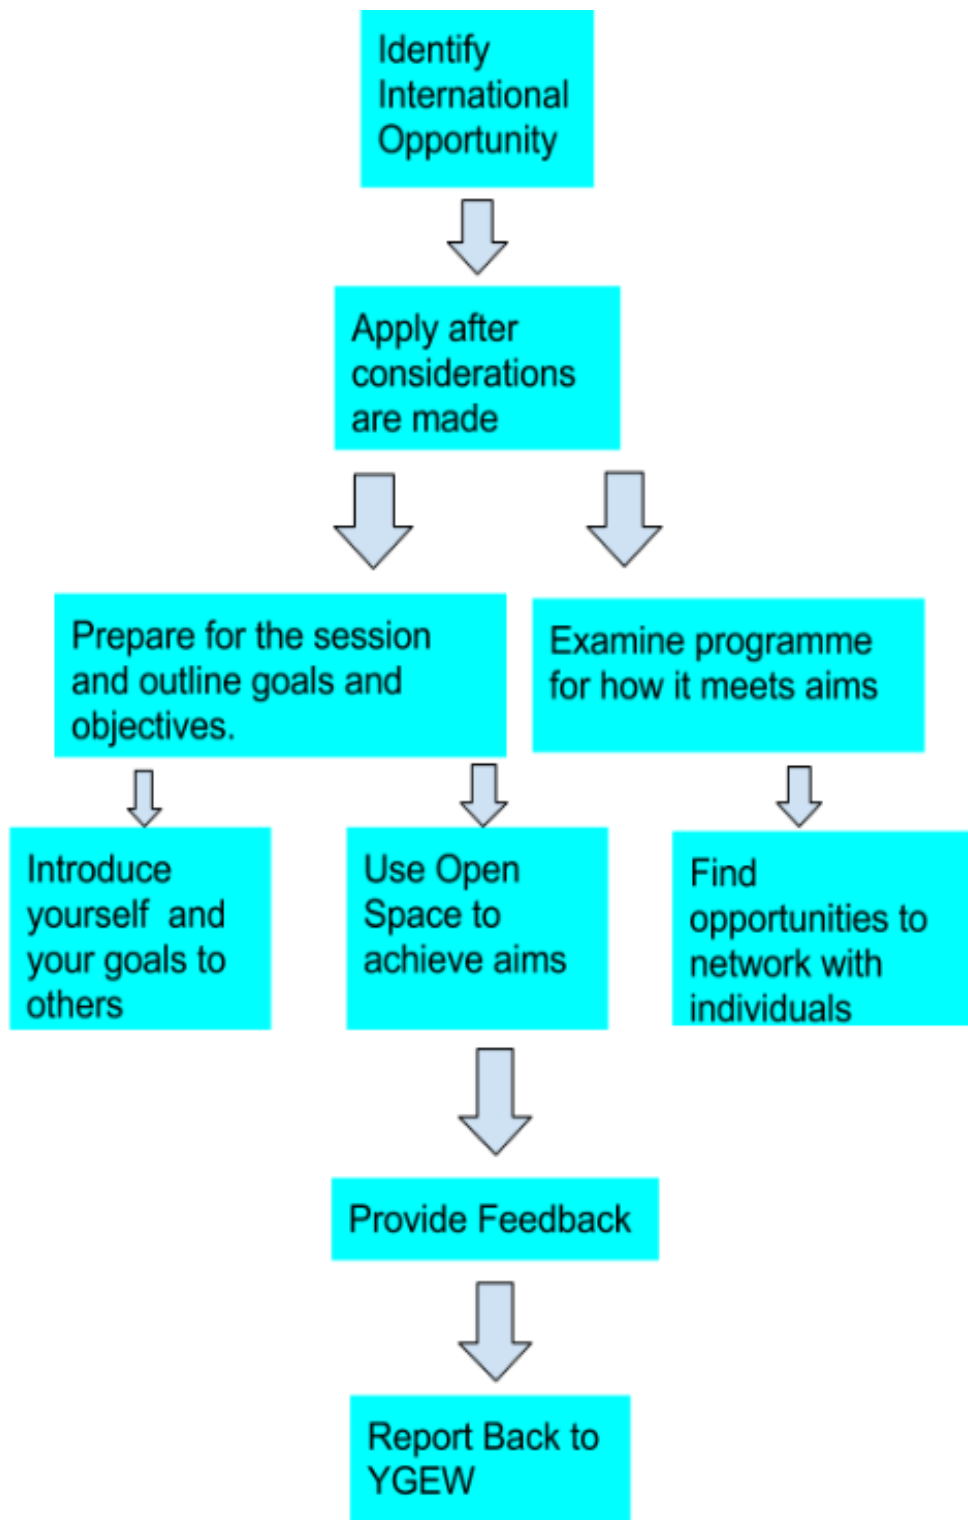 Identify
International
Opportunity
Apply after
considerations
are made
Prepare for the session
and outline goals and
objectives.
Examine programme
for how it meets aims
Introduce
yourself  and
your goals to
others
Use Open
Space to
achieve aims
Find
opportunities to
network with
individuals
Provide Feedback
Report Back to
YGEW